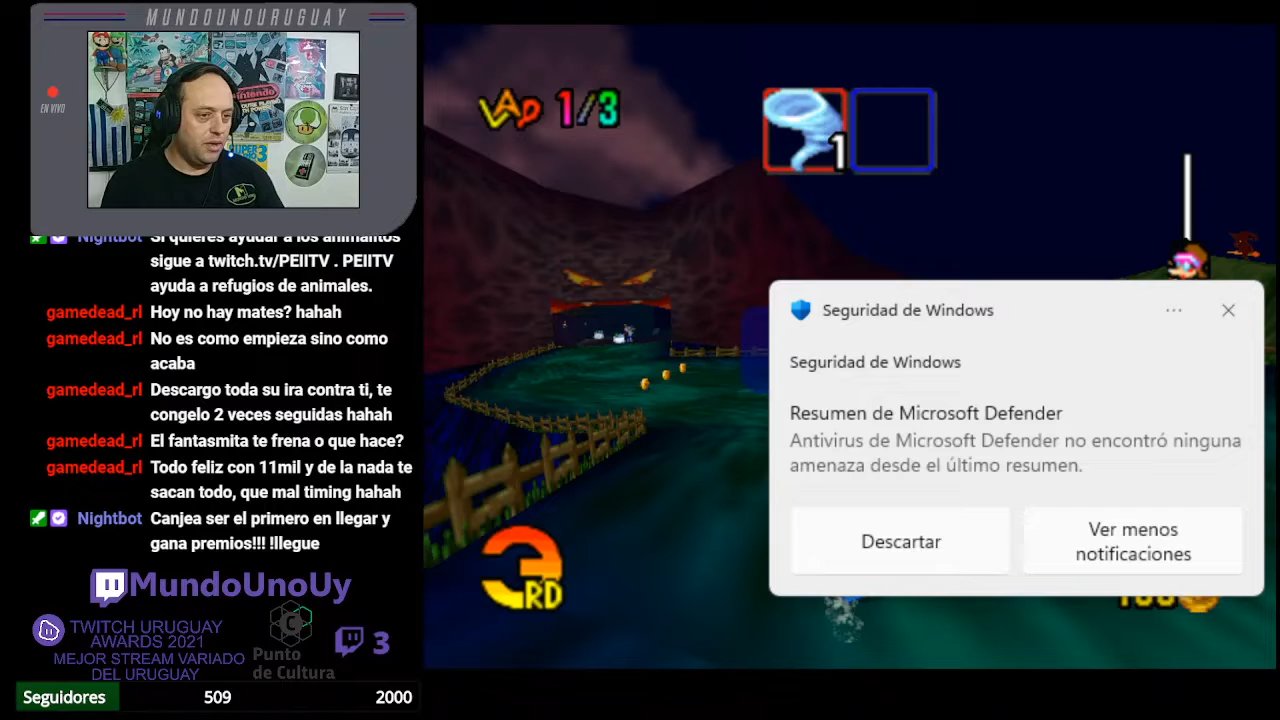 MUNDOUNOURUGUAY
EN VIVO
Nightbot Si quieres ayudar a los animalitos
sigue a twitch.tv/PEIITV . PEIITV
ayuda a refugios de animales.
gamedead_rl Hoy no hay mates? hahah
gamedead_rl No es como empieza sino como
acaba
gamedead_rl Descargo toda su ira contra ti, te
congelo 2 veces seguidas hahah
gamedead_rl El fantasmita te frena o que hace?
gamedead_rl Todo feliz con 11mil y de la nada te
sacan todo, que mal timing hahah
Nightbot Canjea ser el primero en llegar y
gana premios!!! !llegue
MundoUnoUy
TWITCH URUGUAY
AWARDS 2021
MEJOR STREAM VARIADO
DEL URUGUAY
Punto
de Cultura
3
Seguidores 509 2000
LAP 1/3
1
3RD
Seguridad de Windows
Seguridad de Windows
Resumen de Microsoft Defender
Antivirus de Microsoft Defender no encontró ninguna
amenaza desde el último resumen.
Descartar
Ver menos
notificaciones